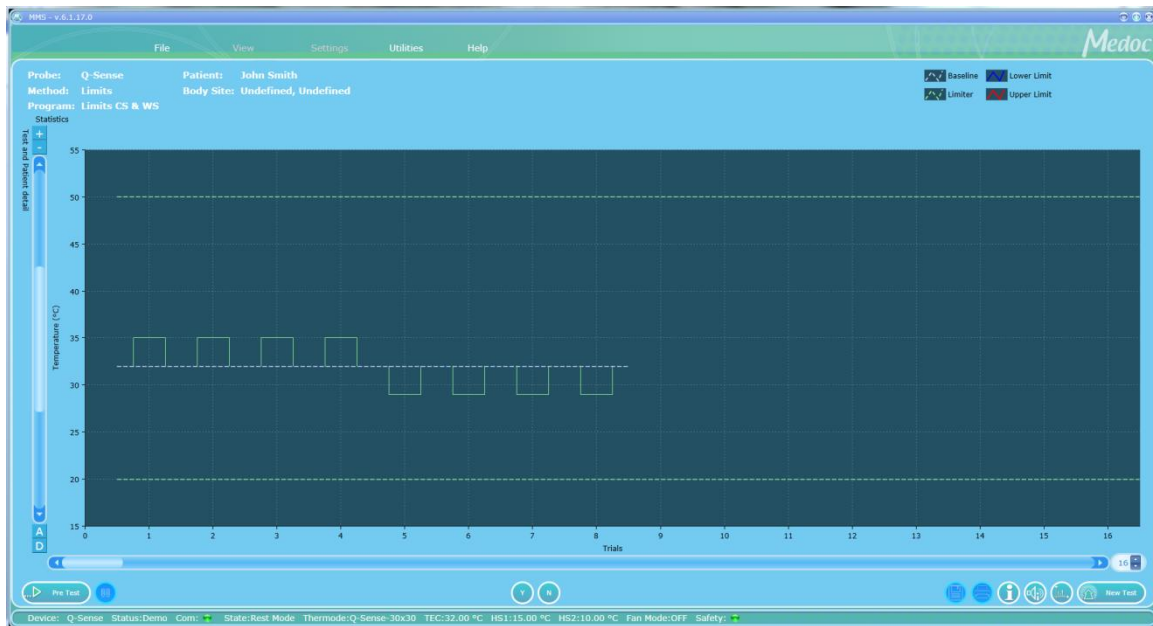 MMS - v.6.1.17.0
File View Settings Utilities Help
Medoc
Probe: Q-Sense Patient: John Smith
Method: Limits Body Site: Undefined, Undefined
Program: Limits CS & WS
Baseline Lower Limit
Limiter Upper Limit
Statistics
+
-
Test and Patient detail
A
D
Temperature (°C)
55
50
45
40
35
30
25
20
15
0 1 2 3 4 5 6 7 8 9 10 11 12 13 14 15 16
Trials
16
Pre Test Y N New Test
Device: Q-Sense Status:Demo Com: State:Rest Mode Thermode:Q-Sense-30x30 TEC:32.00 °C HS1:15.00 °C HS2:10.00 °C Fan Mode:OFF Safety: